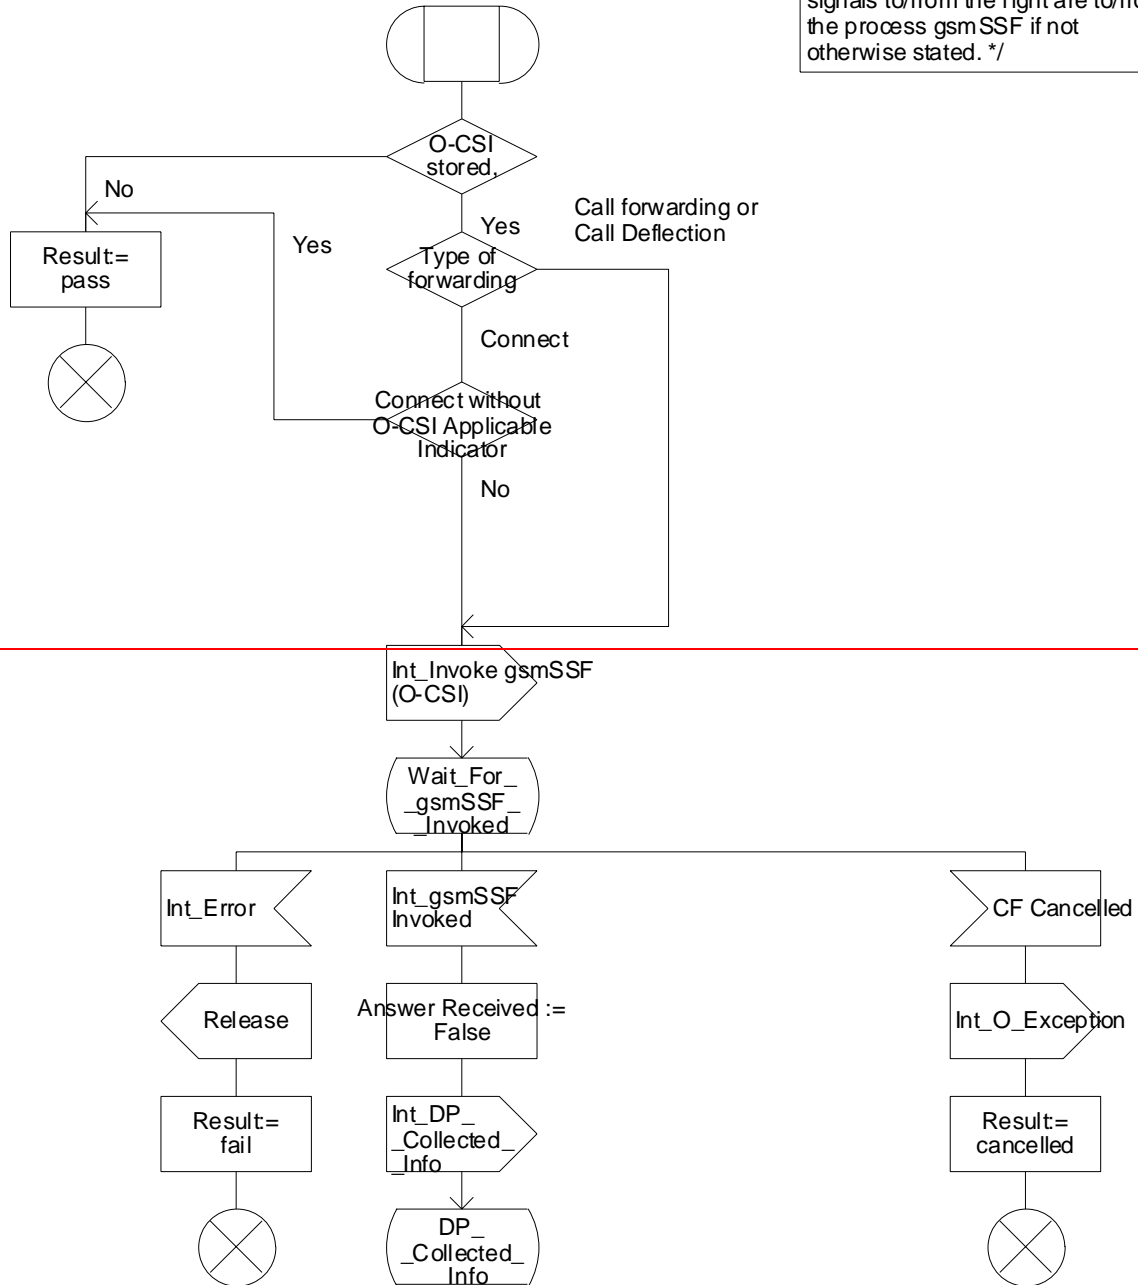 signals to/from the right are to/from
the process gsmSSF if not
otherwise stated. */
O-CSI
stored,
No
Yes
Call forwarding or
Call Deflection
Result:=
pass
Yes
Type of
forwarding
Connect
Connect without
O-CSI Applicable
Indicator
No
Int_Invoke gsmSSF
(O-CSI)
Wait_For_
_gsmSSF_
_Invoked
Int_Error
Int_gsmSSF
Invoked
CF Cancelled
Release
Answer Received :=
False
Int_O_Exception
Result:=
fail
Int_DP_
_Collected_
_Info
Result:=
cancelled
DP_
_Collected_
Info